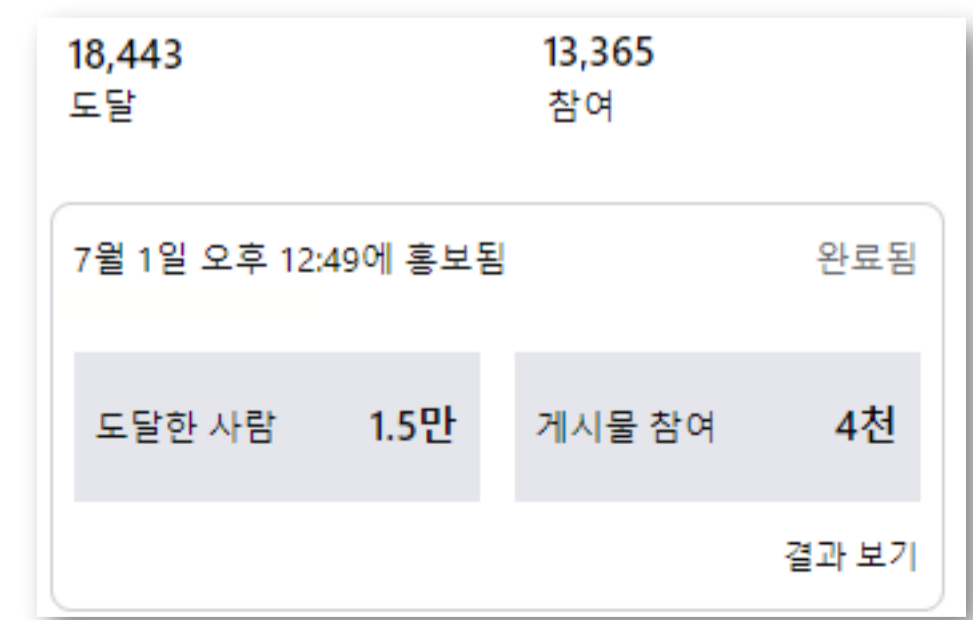 18,443 13,365
도달 참여
7월 1일 오후 12:49에 홍보됨 완료됨
도달한 사람 1.5만 게시물 참여 4천
결과 보기